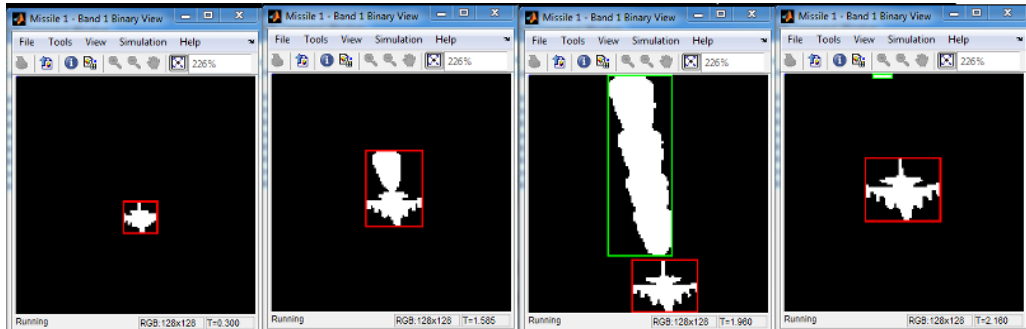 Missile 1 - Band 1 Binary View
File Tools View Simulation Help
226%
Running RGB:128x128 T=0.300
Missile 1 - Band 1 Binary View
File Tools View Simulation Help
226%
Running RGB:128x128 T=1.585
Missile 1 - Band 1 Binary View
File Tools View Simulation Help
226%
Running RGB:128x128 T=1.960
Missile 1 - Band 1 Binary View
File Tools View Simulation Help
226%
Running RGB:128x128 T=2.160